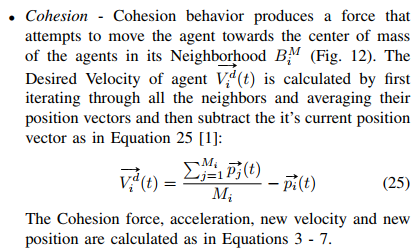 • Cohesion - Cohesion behavior produces a force that
attempts to move the agent towards the center of mass
of the agents in its Neighborhood $B_i^M$ (Fig. 12). The
Desired Velocity of agent $\overrightarrow{V_i^d}(t)$ is calculated by first
iterating through all the neighbors and averaging their
position vectors and then subtract the it's current position
vector as in Equation 25 [1]:
$\overrightarrow{V_i^d}(t) = \frac{\sum_{j=1}^{M_i} \overrightarrow{p_j}(t)}{M_i} - \overrightarrow{p_i}(t)$ (25)
The Cohesion force, acceleration, new velocity and new
position are calculated as in Equations 3 - 7.